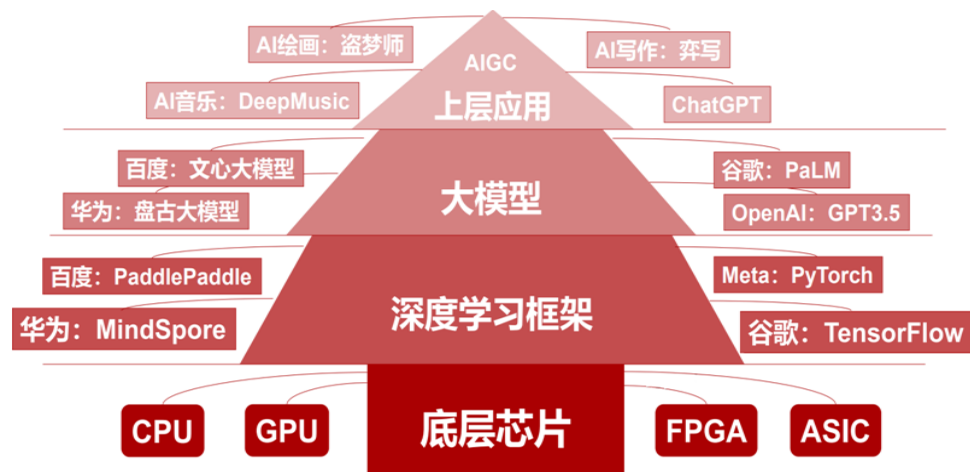 AI绘画：盗梦师
AI写作：弈写
AIGC
AI音乐：DeepMusic
上层应用
ChatGPT
百度：文心大模型
谷歌：PaLM
华为：盘古大模型
大模型
OpenAI：GPT3.5
百度：PaddlePaddle
Meta：PyTorch
华为：MindSpore
深度学习框架
谷歌：TensorFlow
CPU
GPU
底层芯片
FPGA
ASIC